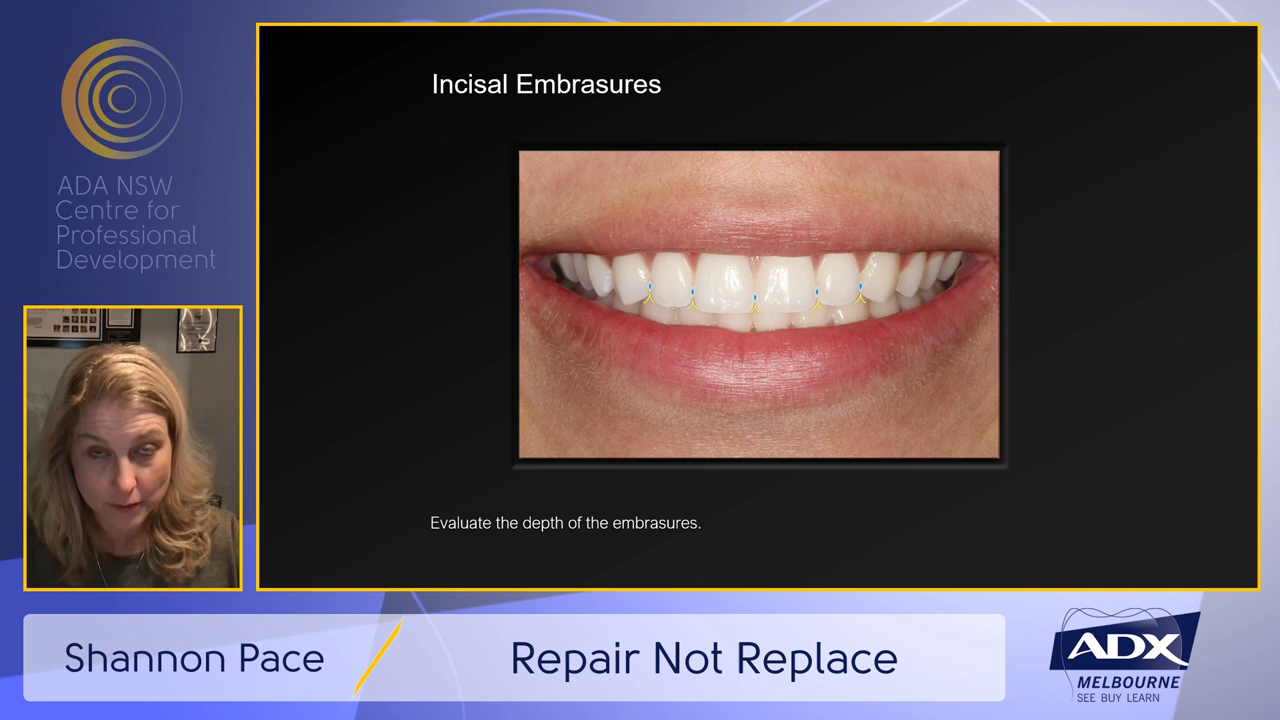 ADA NSW
Centre for
Professional
Development
Incisal Embrasures
Evaluate the depth of the embrasures.
Shannon Pace
Repair Not Replace
ADX
MELBOURNE
SEE BUY LEARN